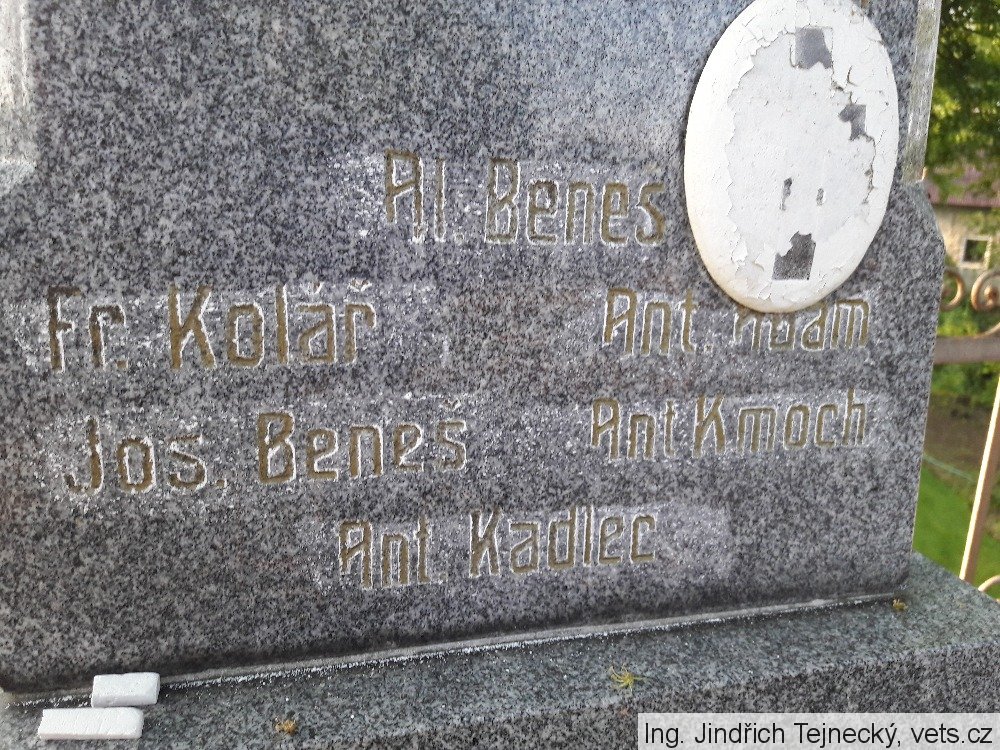 Al. Benes
Fr. Kolář Ant.
Jos. Beneš Ant Kmoch
Ant. Kadlec
Ing. Jindřich Tejnecký, vets.cz